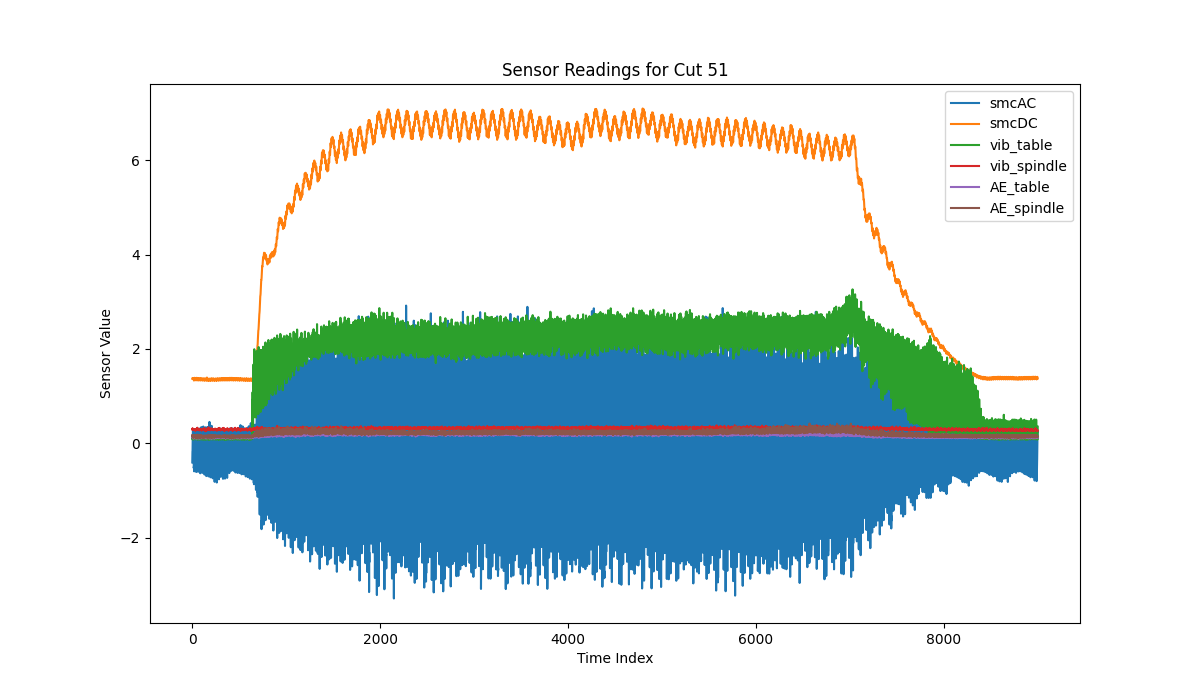 Sensor Readings for Cut 51
smcAC
smcDC
vib_table
vib_spindle
AE_table
AE_spindle
Sensor Value
6
4
2
0
−2
0 2000 4000 6000 8000
Time Index